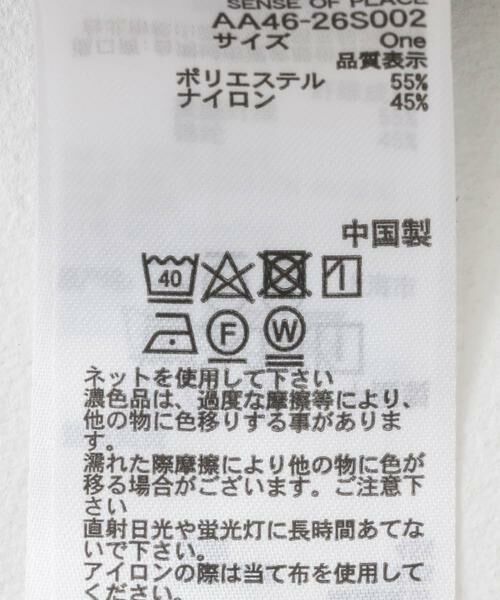 SENSE OF PLACE
AA46-26S002
サイズ One
品質表示
ポリエステル 55%
ナイロン 45%
中国製
40
F W
ネットを使用して下さい
濃色品は、過度な摩擦等により、
他の物に色移りする事がありま
す。
濡れた際摩擦により他の物に色が
移る場合がございます。ご注意下
さい
直射日光や蛍光灯に長時間あてな
いで下さい。
アイロンの際は当て布を使用して
ください。